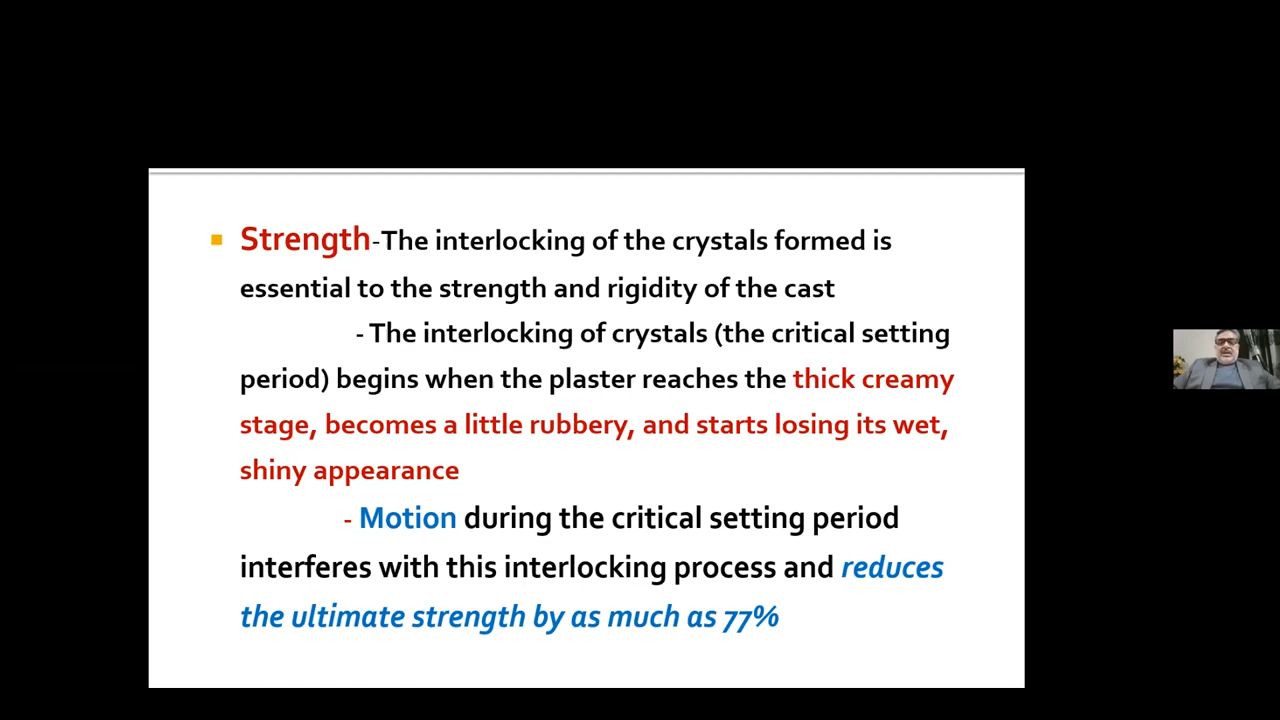 Strength-The interlocking of the crystals formed is
essential to the strength and rigidity of the cast
- The interlocking of crystals (the critical setting
period) begins when the plaster reaches the thick creamy
stage, becomes a little rubbery, and starts losing its wet,
shiny appearance
- Motion during the critical setting period
interferes with this interlocking process and reduces
the ultimate strength by as much as 77%